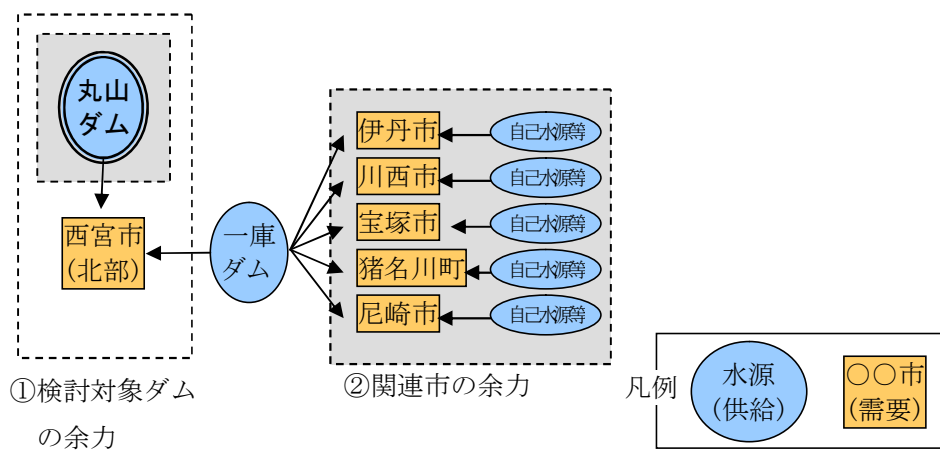 丸山
ダム
西宮市
(北部)
一庫
ダム
伊丹市
自己水源等
川西市
自己水源等
宝塚市
自己水源等
猪名川町
自己水源等
尼崎市
自己水源等
①検討対象ダム
の余力
②関連市の余力
凡例
水源
(供給)
〇〇市
(需要)